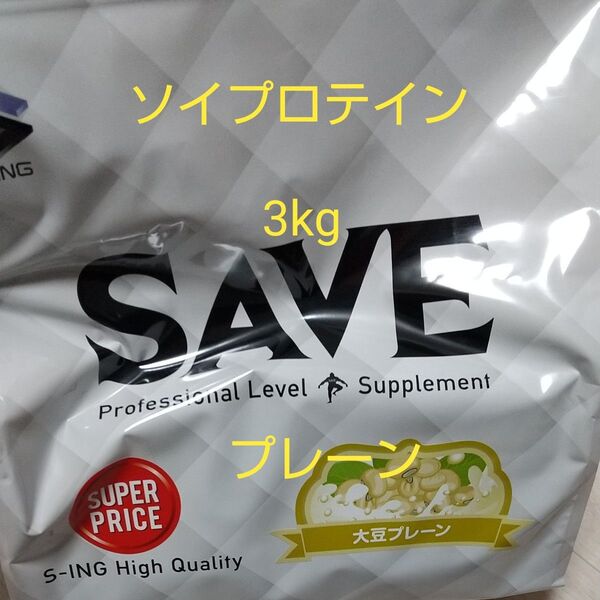 ソイプロテイン
NG
3kg
SAVE
Professional Level Supplement
プレーン
SUPER
PRICE
大豆プレーン
S-ING High Quality